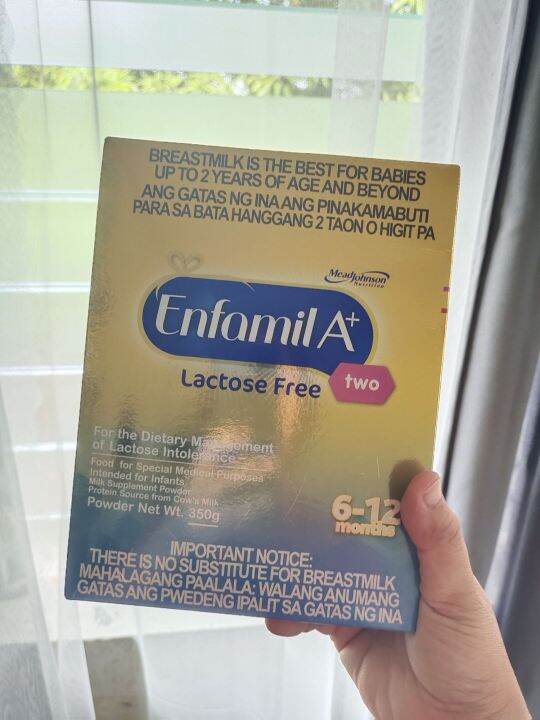 BREASTMILK IS THE BEST FOR BABIES
UP TO 2 YEARS OF AGE AND BEYOND
ANG GATAS NG INA ANG PINAKAMABUTI
PARA SA BATA HANGGANG 2 TAON O HIGIT PA
MeadJohnson
Nutrition
Enfamil A+
Lactose Free two
For the Dietary Management
of Lactose Intolerance
Food for Special Medical Purposes
Intended for Infants
Milk Supplement Powder
Protein Source from Cow's Milk
Powder Net Wt. 350g
6-12
months
IMPORTANT NOTICE:
THERE IS NO SUBSTITUTE FOR BREASTMILK
MAHALAGANG PAALALA: WALANG ANUMANG
GATAS ANG PWEDENG IPALIT SA GATAS NG INA